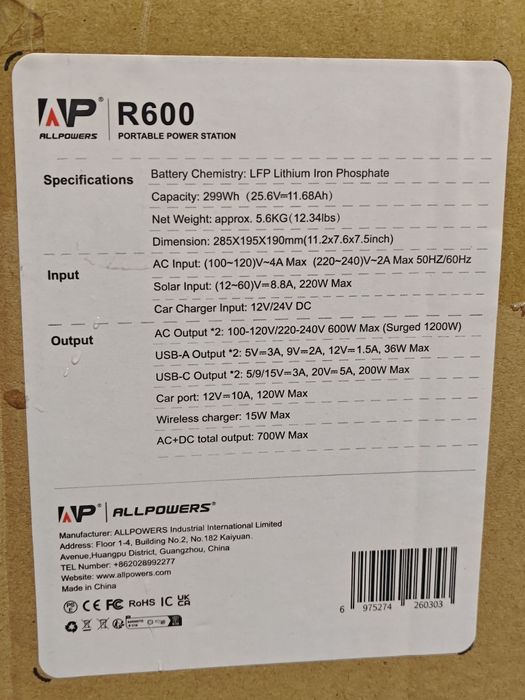 AP® R600
ALLPOWERS PORTABLE POWER STATION
Specifications
Battery Chemistry: LFP Lithium Iron Phosphate
Capacity: 299Wh (25.6V⎓11.68Ah)
Net Weight: approx. 5.6KG(12.34lbs)
Dimension: 285X195X190mm(11.2x7.6x7.5inch)
Input
AC Input: (100~120)V~4A Max (220~240)V~2A Max 50HZ/60Hz
Solar Input: (12~60)V⎓8.8A, 220W Max
Car Charger Input: 12V/24V DC
Output
AC Output *2: 100-120V/220-240V 600W Max (Surged 1200W)
USB-A Output *2: 5V⎓3A, 9V⎓2A, 12V⎓1.5A, 36W Max
USB-C Output *2: 5/9/15V⎓3A, 20V⎓5A, 200W Max
Car port: 12V⎓10A, 120W Max
Wireless charger: 15W Max
AC+DC total output: 700W Max
AP ALLPOWERS®
Manufacturer: ALLPOWERS Industrial International Limited
Address: Floor 1-4, Building No.2, No.182 Kaiyuan.
Avenue,Huangpu District, Guangzhou, China
TEL Number: +862028992277
Website: www.allpowers.com
Made in China
PS E CE FC RoHS IC UK CA
6 975274 260303